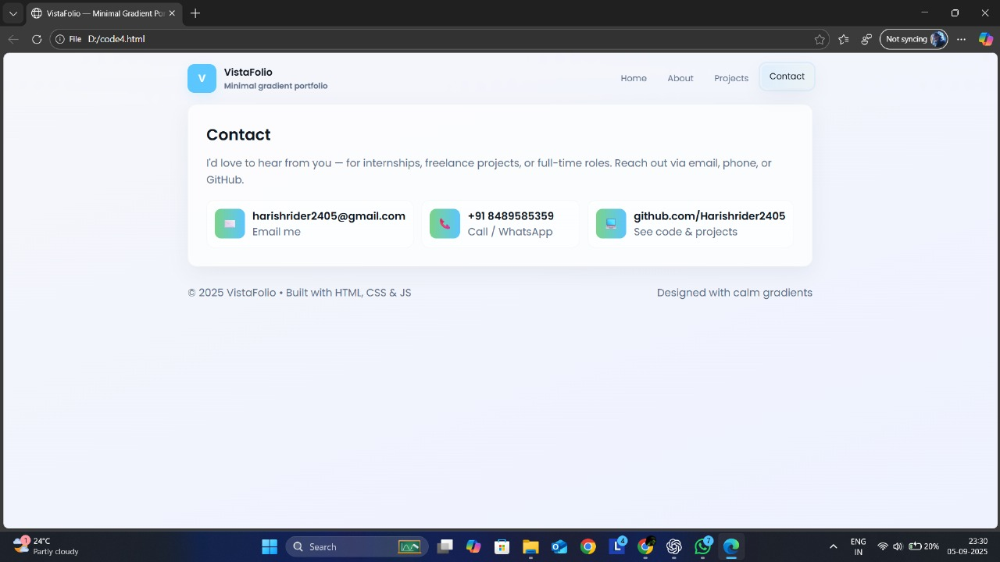 VistaFolio — Minimal Gradient Po
File D:/code4.html
Not syncing
V
VistaFolio
Minimal gradient portfolio
Home About Projects Contact
Contact
I'd love to hear from you — for internships, freelance projects, or full-time roles. Reach out via email, phone, or
GitHub.
harishrider2405@gmail.com
Email me
+91 8489585359
Call / WhatsApp
github.com/Harishrider2405
See code & projects
© 2025 VistaFolio • Built with HTML, CSS & JS
Designed with calm gradients
1
24°C
Partly cloudy
Search
L
4
7
ENG
IN
20%
23:30
05-09-2025